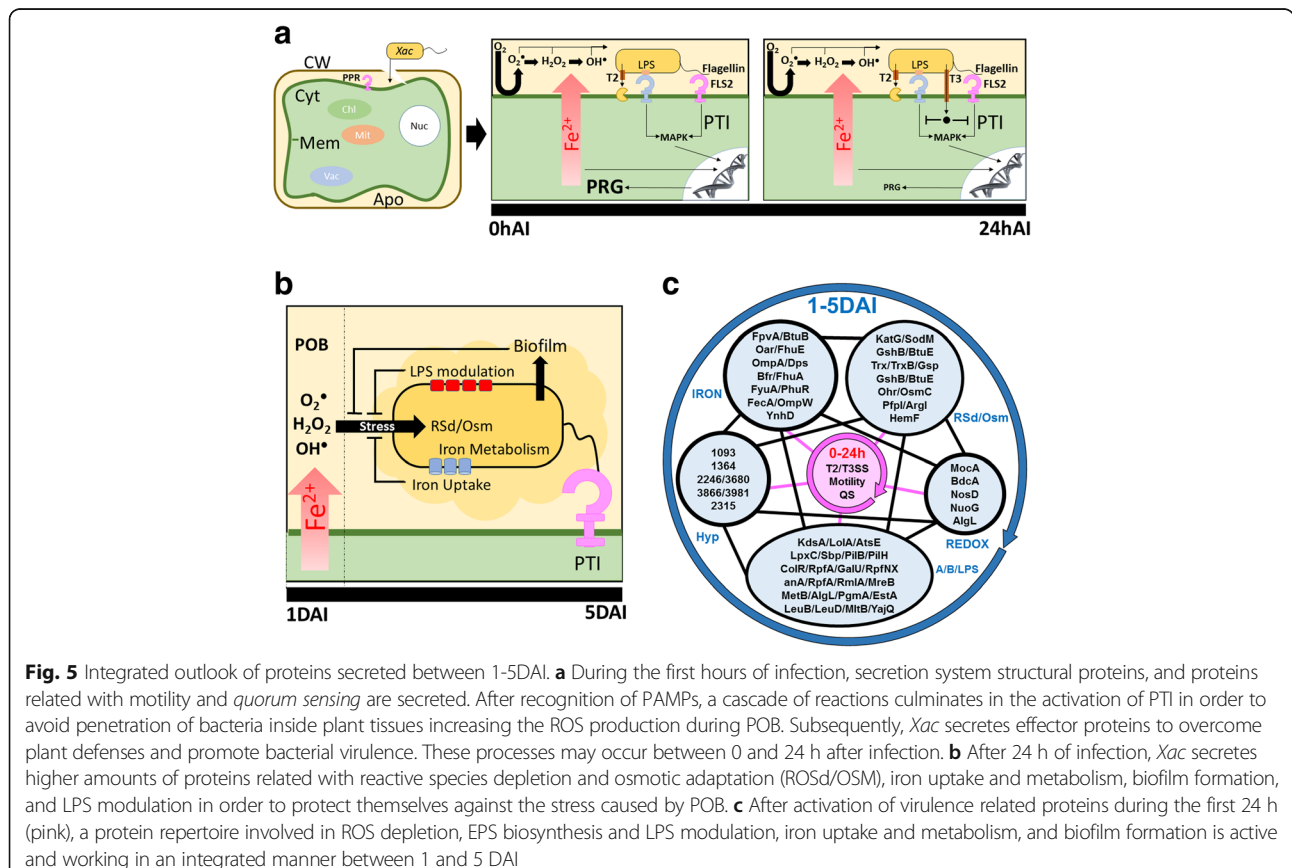 a
Xac
CW
PPR
Cyt
Chl
Nuc
Mit
Mem
Vac
Apo
O2
O2• H2O2 OH•
LPS
T2
Flagellin
FLS2
Fe2+
PTI
MAPK
PRG
O2
O2• H2O2 OH•
LPS
T2
T3
Flagellin
FLS2
Fe2+
PTI
MAPK
PRG
0hAI
24hAI
b
POB
Biofilm
LPS modulation
O2•
H2O2
OH•
Stress
RSd/Osm
Iron Metabolism
Iron Uptake
Fe2+
PTI
1DAI
5DAI
c
1-5DAI
FpvA/BtuB
Oar/FhuE
OmpA/Dps
Bfr/FhuA
FyuA/PhuR
FecA/OmpW
YnhD
KatG/SodM
GshB/BtuE
Trx/TrxB/Gsp
GshB/BtuE
Ohr/OsmC
PfpI/ArgI
HemF
IRON
RSd/Osm
0-24h
T2/T3SS
Motility
QS
1093
1364
2246/3680
3866/3981
2315
MocA
BdcA
NosD
NuoG
AlgL
Hyp
REDOX
KdsA/LolA/AtsE
LpxC/Sbp/PilB/PilH
ColR/RpfA/GalU/RpfNX
anA/RpfA/RmlA/MreB
MetB/AlgL/PgmA/EstA
LeuB/LeuD/MltB/YajQ
A/B/LPS
Fig. 5 Integrated outlook of proteins secreted between 1-5DAI. a During the first hours of infection, secretion system structural proteins, and proteins
related with motility and quorum sensing are secreted. After recognition of PAMPs, a cascade of reactions culminates in the activation of PTI in order to
avoid penetration of bacteria inside plant tissues increasing the ROS production during POB. Subsequently, Xac secretes effector proteins to overcome
plant defenses and promote bacterial virulence. These processes may occur between 0 and 24 h after infection. b After 24 h of infection, Xac secretes
higher amounts of proteins related with reactive species depletion and osmotic adaptation (ROSd/OSM), iron uptake and metabolism, biofilm formation,
and LPS modulation in order to protect themselves against the stress caused by POB. c After activation of virulence related proteins during the first 24 h
(pink), a protein repertoire involved in ROS depletion, EPS biosynthesis and LPS modulation, iron uptake and metabolism, and biofilm formation is active
and working in an integrated manner between 1 and 5 DAI